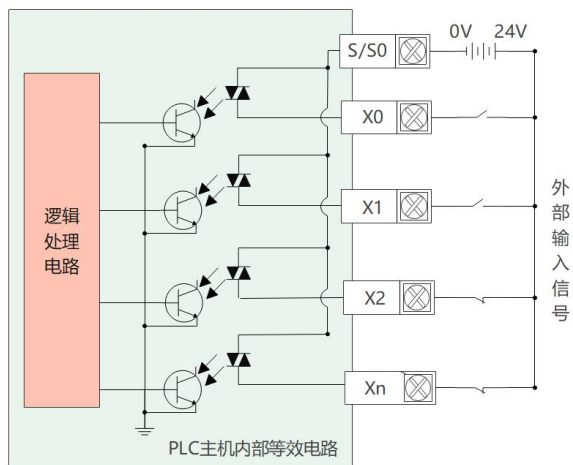 0V 24V
S/S0
X0
X1
X2
Xn
逻辑
处理
电路
外
部
输
入
信
号
PLC主机内部等效电路